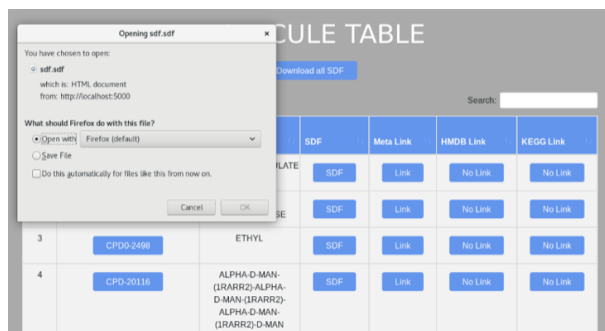 Opening sdf.sdf
×
CULE TABLE
You have chosen to open:
sdf.sdf
which is: HTML document
from: http://localhost:5000
Download all SDF
Search:
What should Firefox do with this file?
Open with Firefox (default)
Save File
Do this automatically for files like this from now on.
Cancel OK
SDF Meta Link HMDB Link KEGG Link
ULATE
SDF Link No Link No Link
SE
SDF Link No Link No Link
3 CPD0-2498 ETHYL SDF Link No Link No Link
4 CPD-20116 ALPHA-D-MAN- SDF Link No Link No Link
(1RARR2)-ALPHA-
D-MAN-(1RARR2)-
ALPHA-D-MAN-
(1RARR2)-D-MAN